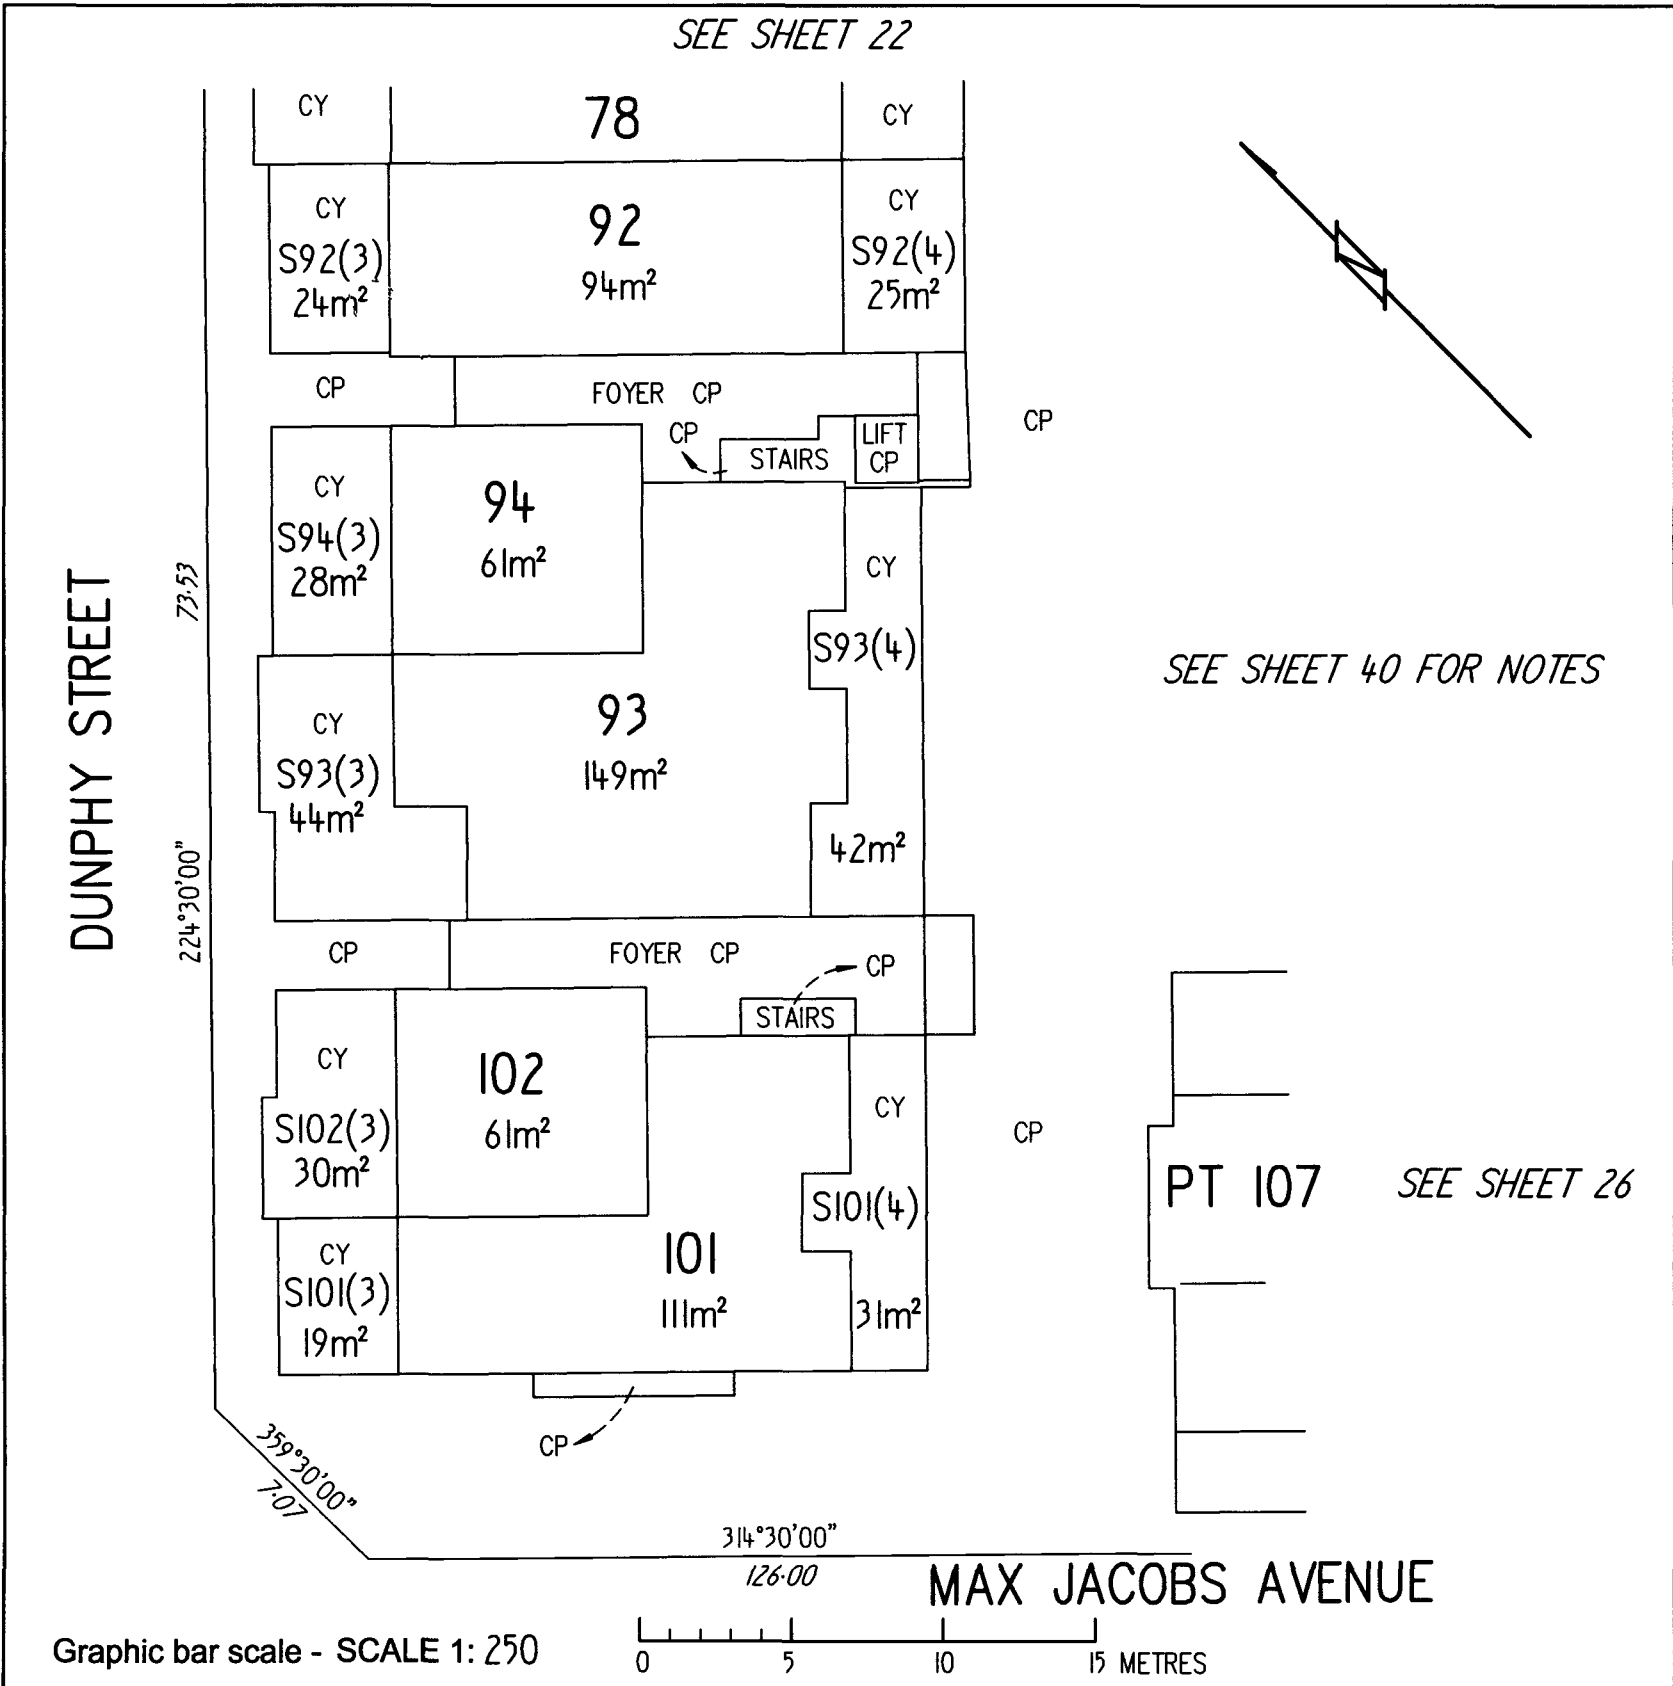 SEE SHEET 22
CY
78
CY
CY
S92(3)
24m²
92
94m²
CY
S92(4)
25m²
CP
FOYER CP
CP
STAIRS
LIFT
CP
CP
CY
S94(3)
28m²
94
61m²
CY
S93(4)
42m²
SEE SHEET 40 FOR NOTES
DUNPHY STREET
73·53
224°30'00"
CY
S93(3)
44m²
93
149m²
CP
FOYER CP
CP
STAIRS
CY
S102(3)
30m²
102
61m²
CY
S101(4)
31m²
CP
PT 107
SEE SHEET 26
CY
S101(3)
19m²
101
111m²
CP
359°30'00"
7·07
314°30'00"
126·00
MAX JACOBS AVENUE
Graphic bar scale - SCALE 1: 250
0 5 10 15 METRES